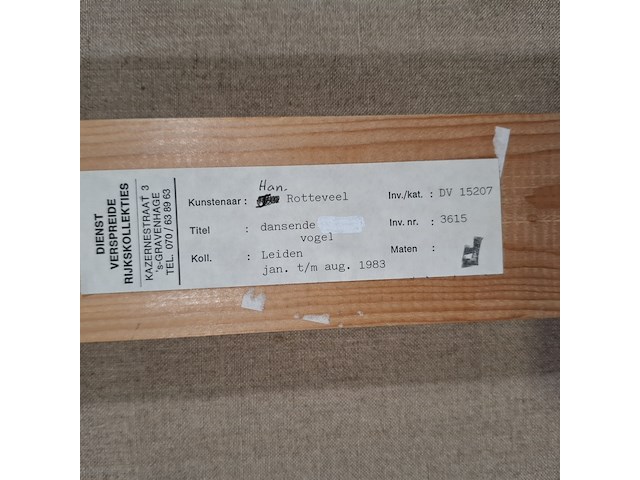 DIENST
VERSPREIDE
RIJKSKOLLEKTIES
KAZERNESTRAAT 3
's-GRAVENHAGE
TEL. 070 / 63 89 63
Han.
Kunstenaar : Rotteveel
Titel : dansende
vogel
Koll. : Leiden
jan. t/m aug. 1983
Inv./kat. : DV 15207
Inv. nr. : 3615
Maten :